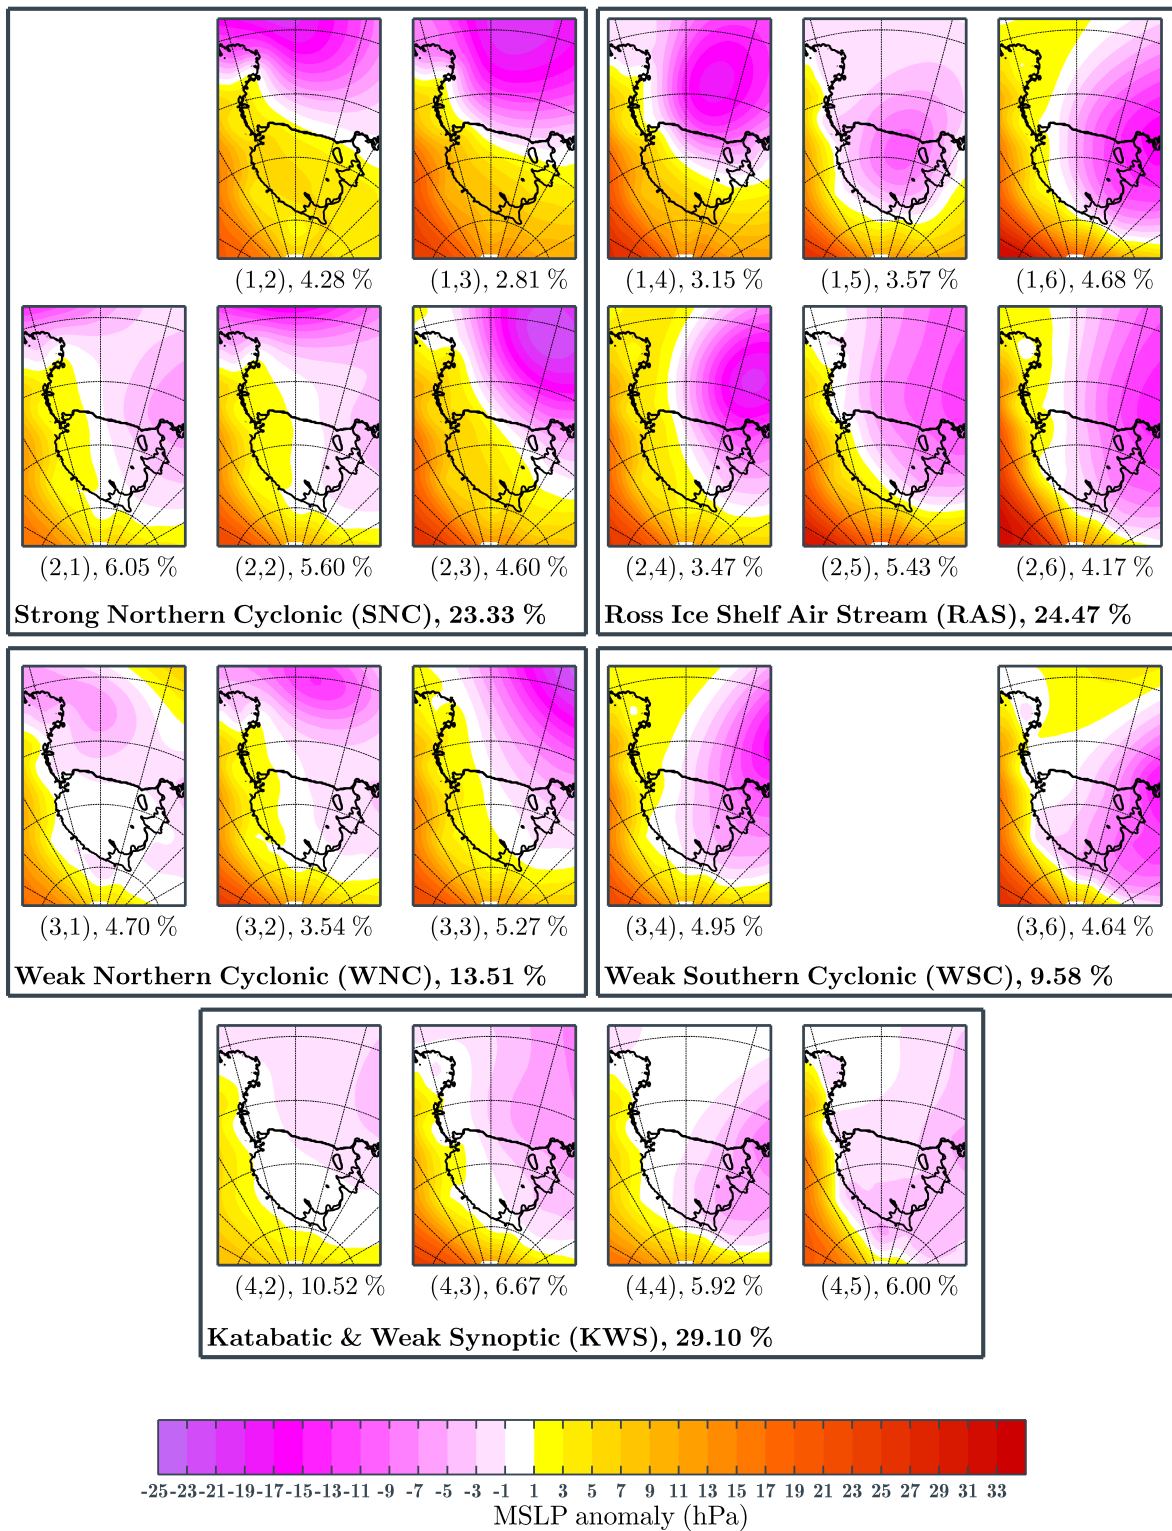 (1,2), 4.28 %
(1,3), 2.81 %
(2,1), 6.05 %
(2,2), 5.60 %
(2,3), 4.60 %
Strong Northern Cyclonic (SNC), 23.33 %
(1,4), 3.15 %
(1,5), 3.57 %
(1,6), 4.68 %
(2,4), 3.47 %
(2,5), 5.43 %
(2,6), 4.17 %
Ross Ice Shelf Air Stream (RAS), 24.47 %
(3,1), 4.70 %
(3,2), 3.54 %
(3,3), 5.27 %
Weak Northern Cyclonic (WNC), 13.51 %
(3,4), 4.95 %
(3,6), 4.64 %
Weak Southern Cyclonic (WSC), 9.58 %
(4,2), 10.52 %
(4,3), 6.67 %
(4,4), 5.92 %
(4,5), 6.00 %
Katabatic & Weak Synoptic (KWS), 29.10 %
-25 -23 -21 -19 -17 -15 -13 -11 -9 -7 -5 -3 -1 1 3 5 7 9 11 13 15 17 19 21 23 25 27 29 31 33
MSLP anomaly (hPa)